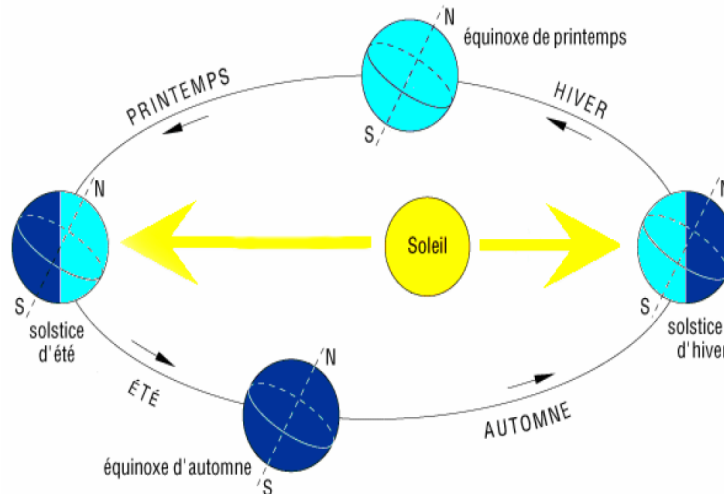 N
équinoxe de printemps
PRINTEMPS
HIVER
S
N
N
Soleil
S
solstice
d'été
S
solstice
d'hiver
N
ÉTÉ
AUTOMNE
équinoxe d'automne
S